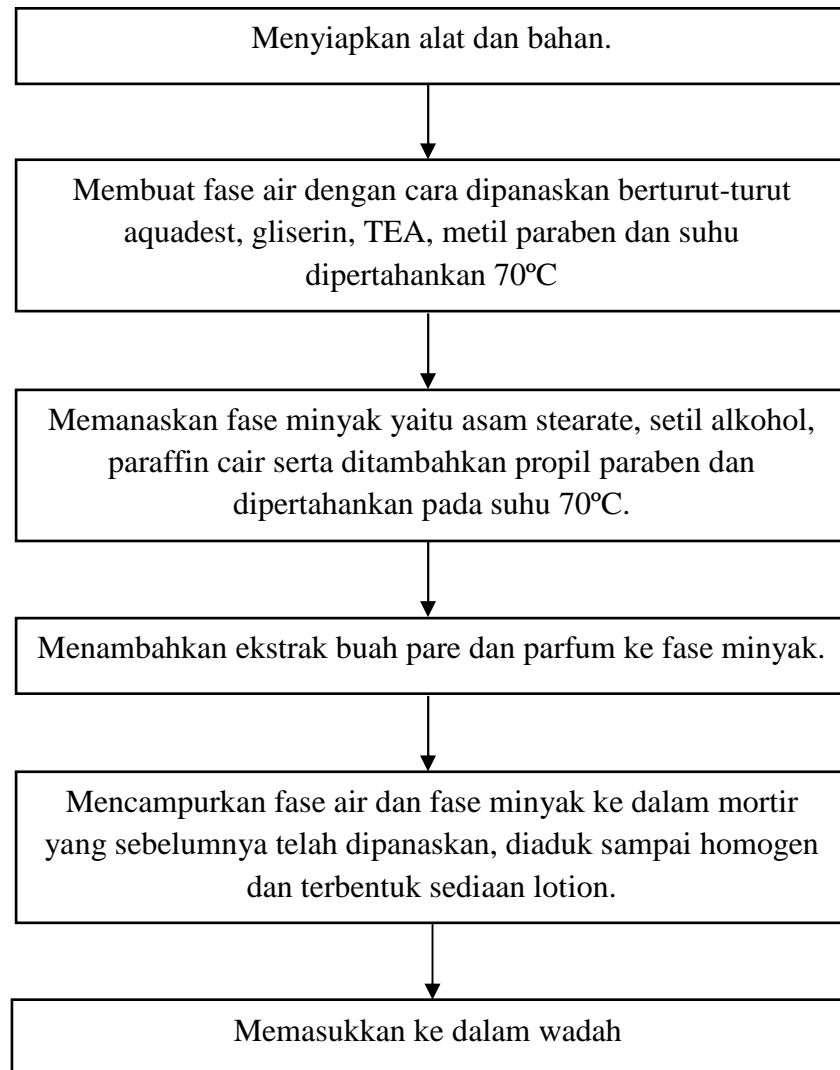 Menyiapkan alat dan bahan.
Membuat fase air dengan cara dipanaskan berturut-turut
aquadest, gliserin, TEA, metil paraben dan suhu
dipertahankan 70ºC
Memanaskan fase minyak yaitu asam stearate, setil alkohol,
paraffin cair serta ditambahkan propil paraben dan
dipertahankan pada suhu 70ºC.
Menambahkan ekstrak buah pare dan parfum ke fase minyak.
Mencampurkan fase air dan fase minyak ke dalam mortir
yang sebelumnya telah dipanaskan, diaduk sampai homogen
dan terbentuk sediaan lotion.
Memasukkan ke dalam wadah